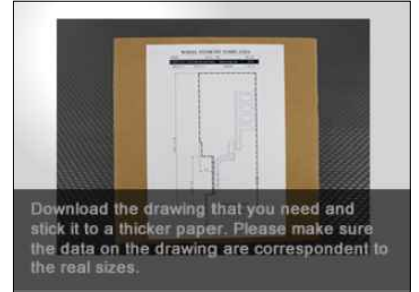 Download the drawing that you need and
stick it to a thicker paper. Please make sure
the data on the drawing are correspondent to
the real sizes.